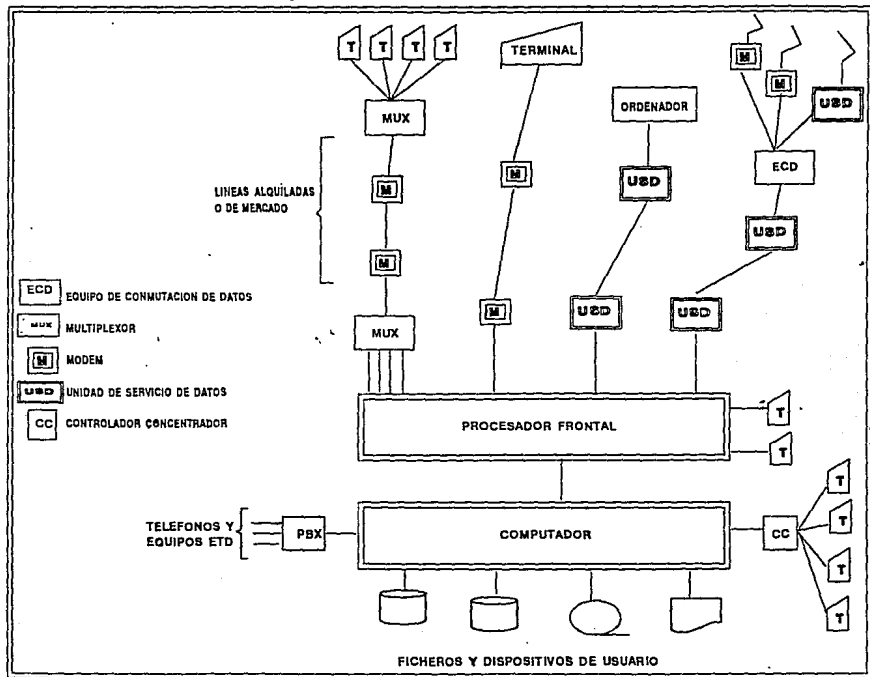 T T T T
TERMINAL
M
M
USD
ORDENADOR
MUX
ECD
USD
M
M
LINEAS ALQUÍLADAS
O DE MERCADO
USD
M
ECD EQUIPO DE CONMUTACION DE DATOS
MUX MULTIPLEXOR
M MODEM
USD UNIDAD DE SERVICIO DE DATOS
CC CONTROLADOR CONCENTRADOR
MUX
M
USD
USD
PROCESADOR FRONTAL
T
T
TELEFONOS Y
EQUIPOS ETD
PBX
COMPUTADOR
CC
T
T
T
T
FICHEROS Y DISPOSITIVOS DE USUARIO